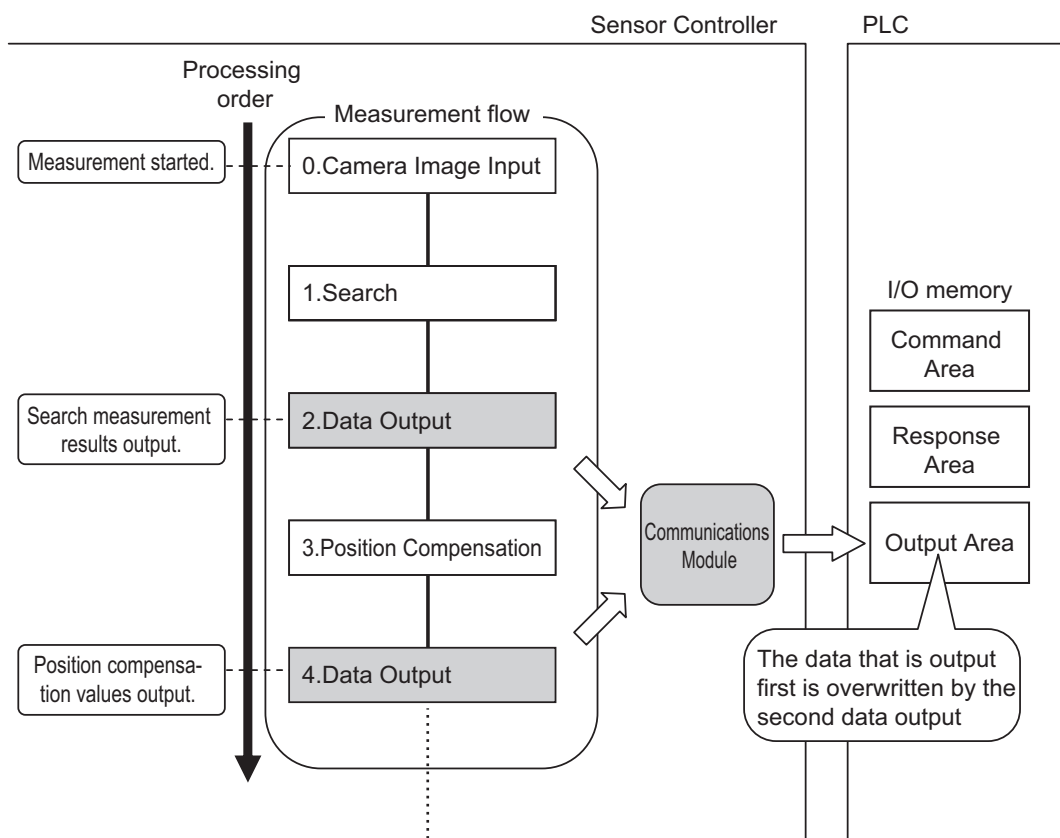 Sensor Controller
PLC
Processing
order
Measurement flow
Measurement started.
0.Camera Image Input
1.Search
I/O memory
Command
Area
Search measurement
results output.
2.Data Output
Response
Area
3.Position Compensation
Communications
Module
Output Area
Position compensa-
tion values output.
4.Data Output
The data that is output
first is overwritten by the
second data output